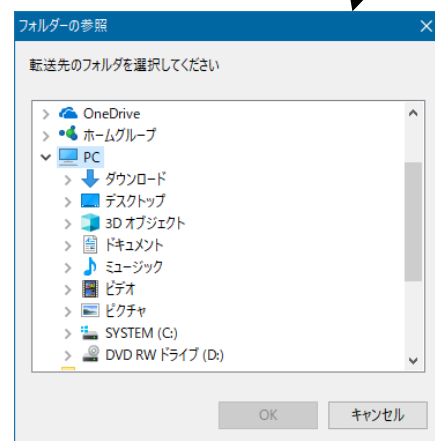 フォルダーの参照
転送先のフォルダを選択してください
OneDrive
ホームグループ
PC
ダウンロード
デスクトップ
3D オブジェクト
ドキュメント
ミュージック
ビデオ
ピクチャ
SYSTEM (C:)
DVD RW ドライブ (D:)
OK キャンセル